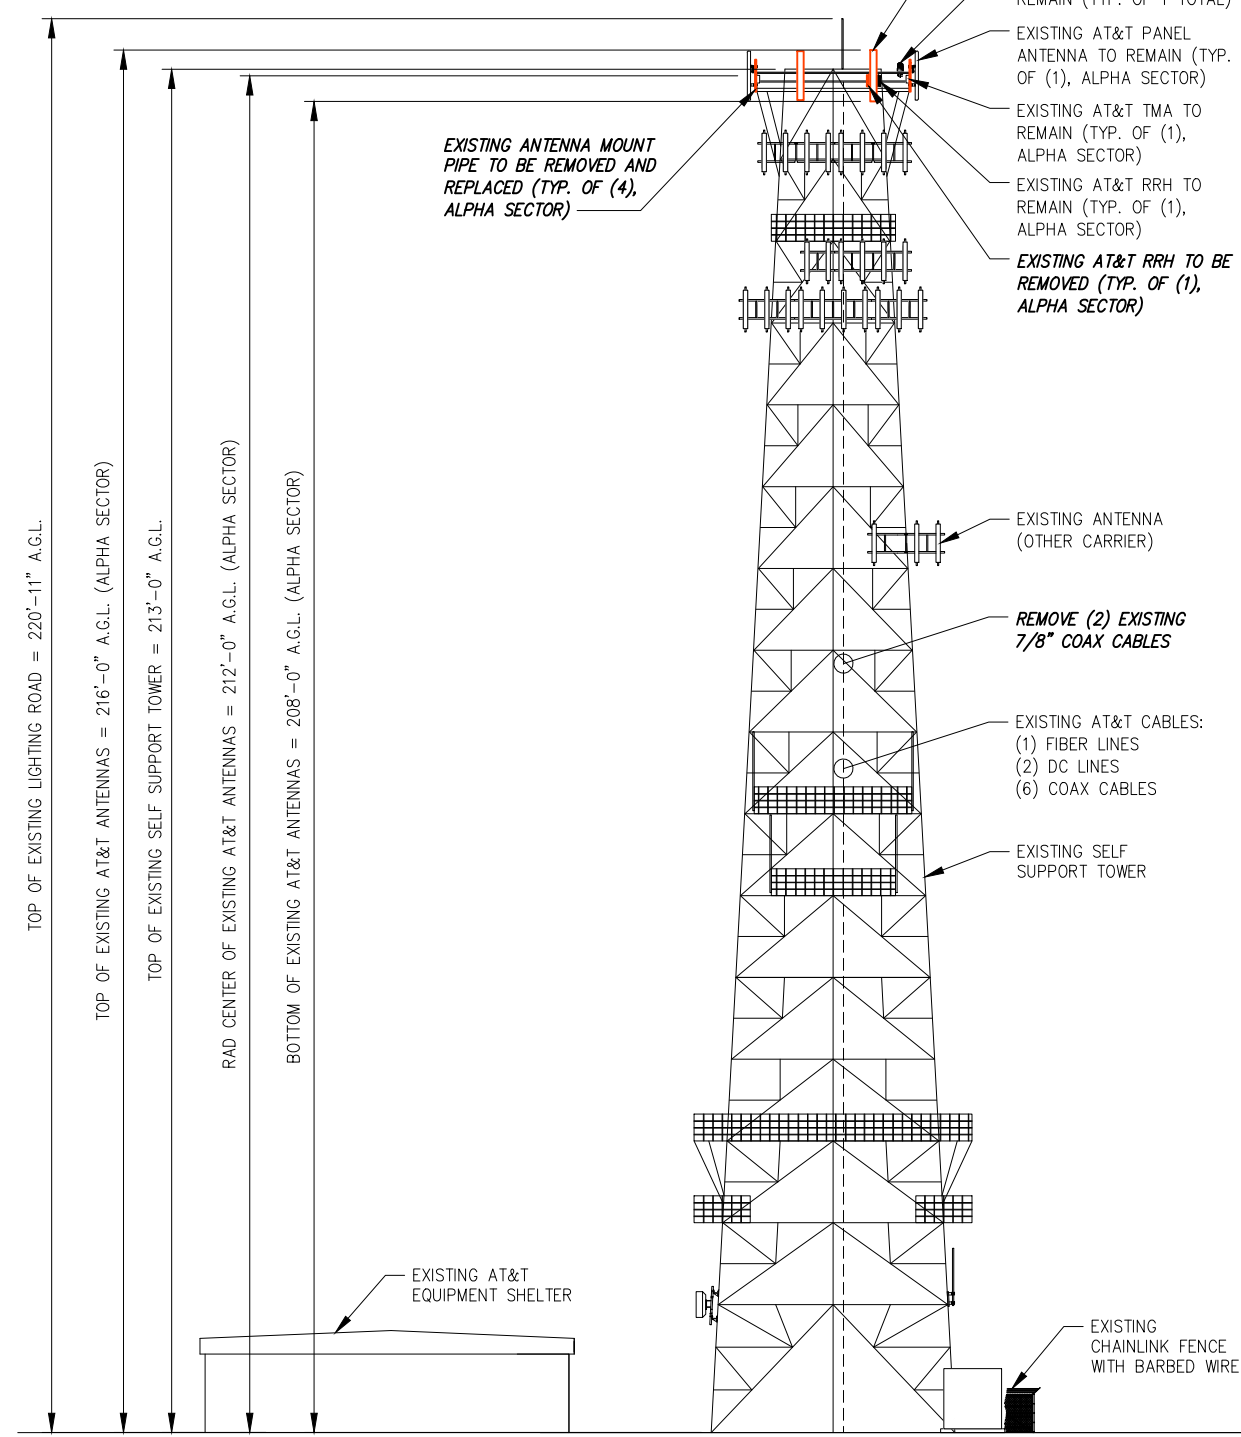 REMAIN (TYP. OF 1 TOTAL)
EXISTING AT&T PANEL
ANTENNA TO REMAIN (TYP.
OF (1), ALPHA SECTOR)
EXISTING AT&T TMA TO
REMAIN (TYP. OF (1),
ALPHA SECTOR)
EXISTING AT&T RRH TO
REMAIN (TYP. OF (1),
ALPHA SECTOR)
EXISTING AT&T RRH TO BE
REMOVED (TYP. OF (1),
ALPHA SECTOR)
EXISTING ANTENNA MOUNT
PIPE TO BE REMOVED AND
REPLACED (TYP. OF (4),
ALPHA SECTOR)
TOP OF EXISTING LIGHTING ROAD = 220'-11" A.G.L.
TOP OF EXISTING AT&T ANTENNAS = 216'-0" A.G.L. (ALPHA SECTOR)
TOP OF EXISTING SELF SUPPORT TOWER = 213'-0" A.G.L.
RAD CENTER OF EXISTING AT&T ANTENNAS = 212'-0" A.G.L. (ALPHA SECTOR)
BOTTOM OF EXISTING AT&T ANTENNAS = 208'-0" A.G.L. (ALPHA SECTOR)
EXISTING ANTENNA
(OTHER CARRIER)
REMOVE (2) EXISTING
7/8" COAX CABLES
EXISTING AT&T CABLES:
(1) FIBER LINES
(2) DC LINES
(6) COAX CABLES
EXISTING SELF
SUPPORT TOWER
EXISTING AT&T
EQUIPMENT SHELTER
EXISTING
CHAINLINK FENCE
WITH BARBED WIRE